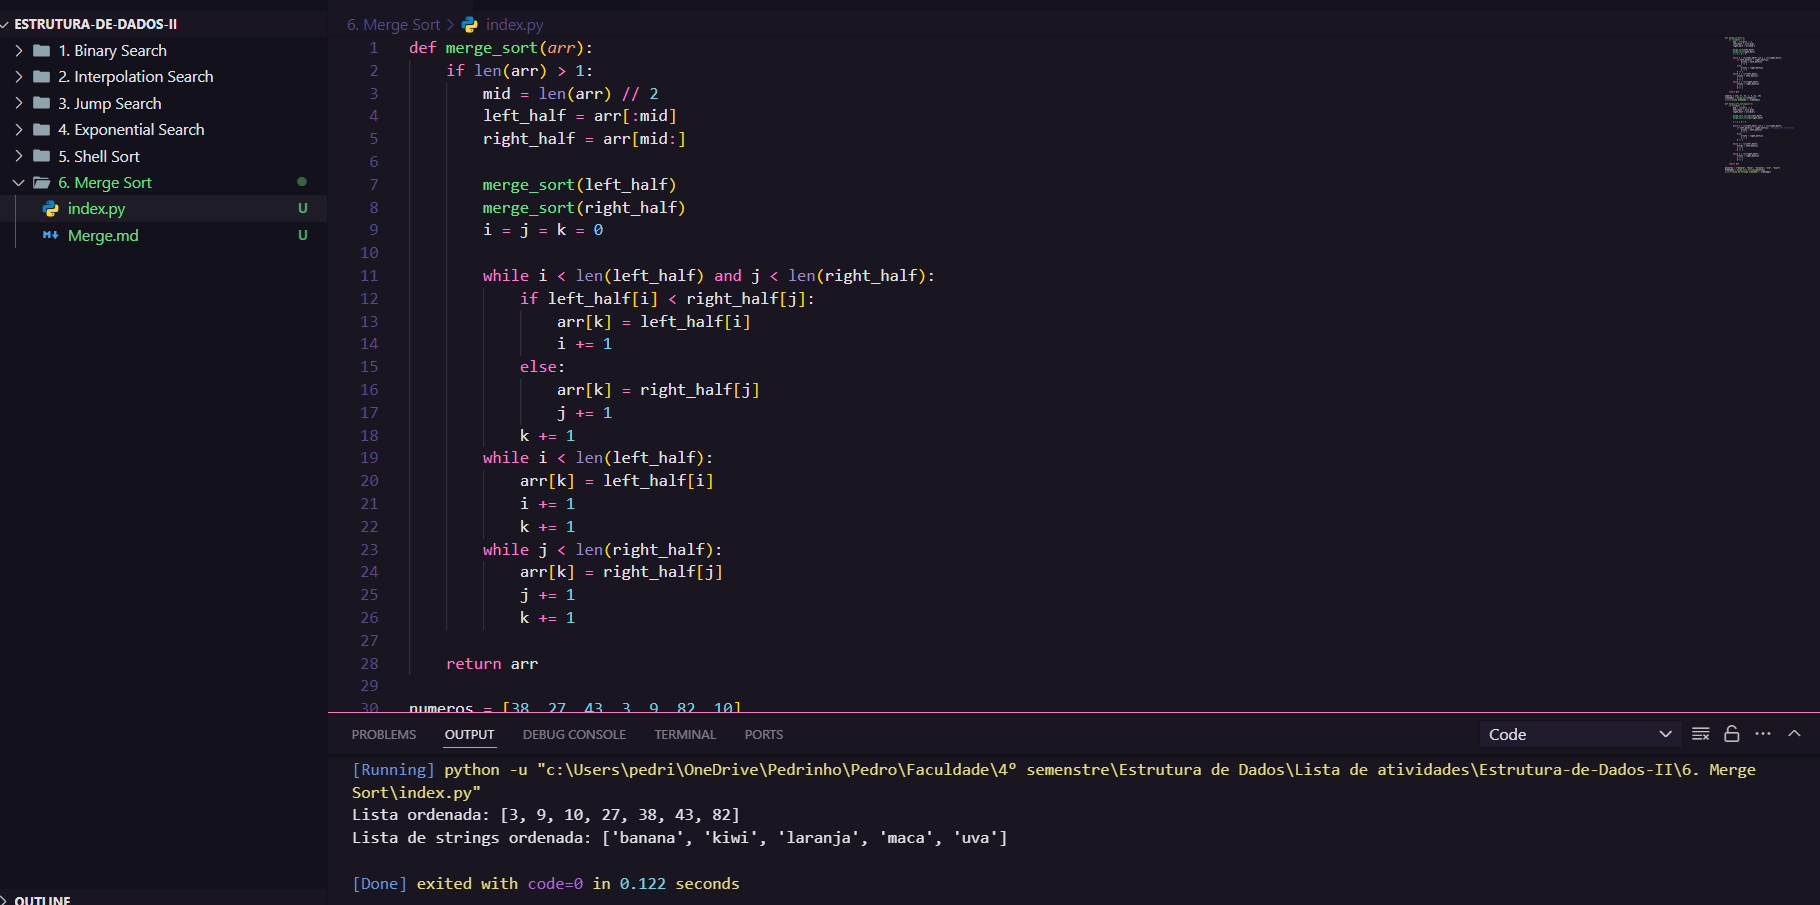 ESTRUTURA-DE-DADOS-II
1. Binary Search
2. Interpolation Search
3. Jump Search
4. Exponential Search
5. Shell Sort
6. Merge Sort
index.py U
Merge.md U
OUTLINE
6. Merge Sort > index.py
1 def merge_sort(arr):
2 if len(arr) > 1:
3 mid = len(arr) // 2
4 left_half = arr[:mid]
5 right_half = arr[mid:]
6
7 merge_sort(left_half)
8 merge_sort(right_half)
9 i = j = k = 0
10
11 while i < len(left_half) and j < len(right_half):
12 if left_half[i] < right_half[j]:
13 arr[k] = left_half[i]
14 i += 1
15 else:
16 arr[k] = right_half[j]
17 j += 1
18 k += 1
19 while i < len(left_half):
20 arr[k] = left_half[i]
21 i += 1
22 k += 1
23 while j < len(right_half):
24 arr[k] = right_half[j]
25 j += 1
26 k += 1
27
28 return arr
29
30 numeros = [38, 27, 43, 3, 9, 82, 10]
PROBLEMS OUTPUT DEBUG CONSOLE TERMINAL PORTS Code
[Running] python -u "c:\Users\pedri\OneDrive\Pedrinho\Pedro\Faculdade\4º semenstre\Estrutura de Dados\Lista de atividades\Estrutura-de-Dados-II\6. Merge
Sort\index.py"
Lista ordenada: [3, 9, 10, 27, 38, 43, 82]
Lista de strings ordenada: ['banana', 'kiwi', 'laranja', 'maca', 'uva']
[Done] exited with code=0 in 0.122 seconds